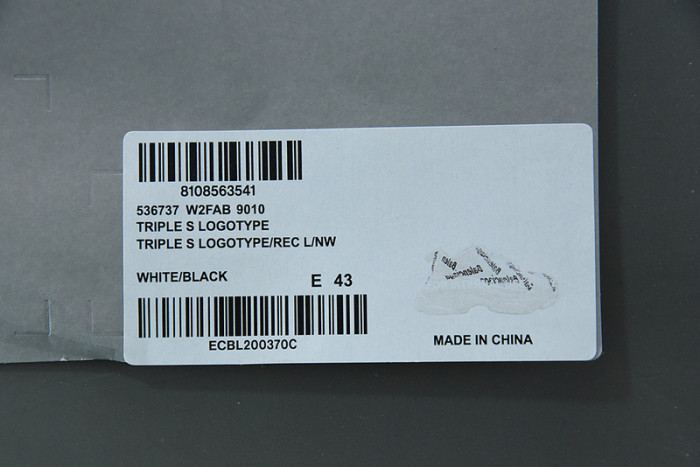 8108563541
536737 W2FAB 9010
TRIPLE S LOGOTYPE
TRIPLE S LOGOTYPE/REC L/NW
WHITE/BLACK E 43
ECBL200370C
MADE IN CHINA